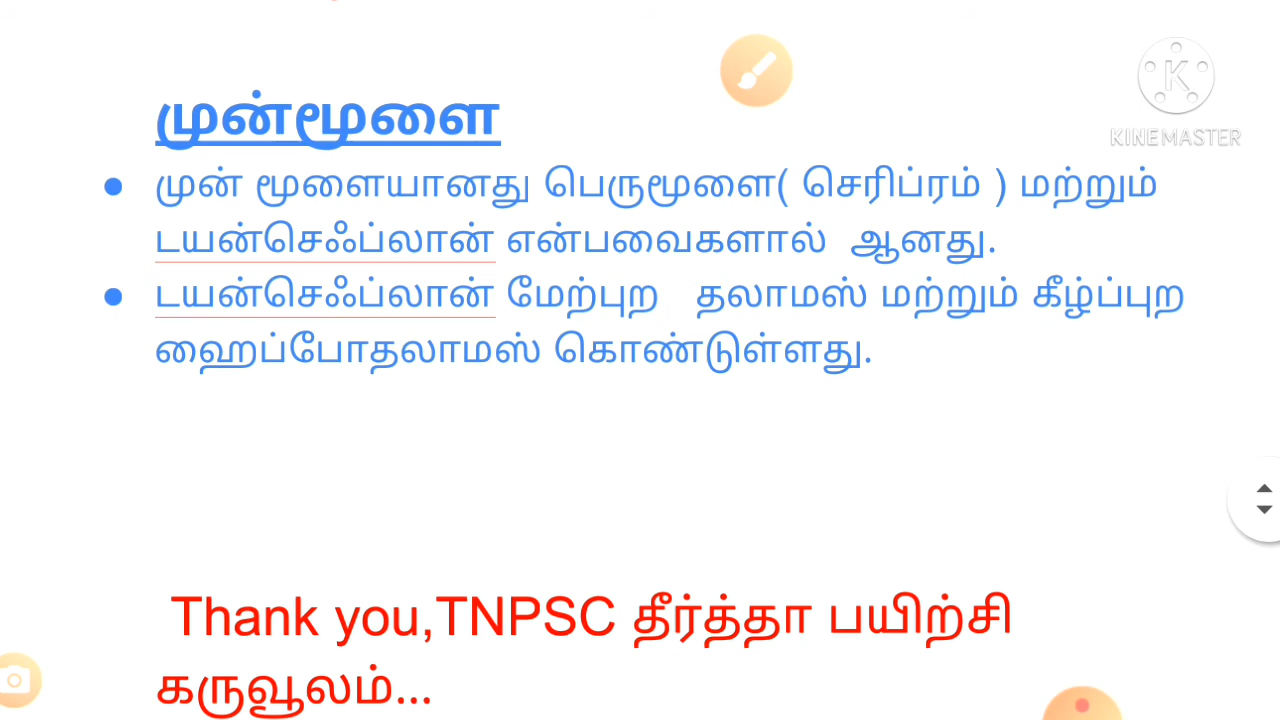 முன்மூளை
● முன் மூளையானது பெருமூளை( செரிப்ரம் ) மற்றும்
டயன்செஃப்லான் என்பவைகளால் ஆனது.
● டயன்செஃப்லான் மேற்புற தலாமஸ் மற்றும் கீழ்ப்புற
ஹைப்போதலாமஸ் கொண்டுள்ளது.
K
KINEMASTER
Thank you,TNPSC தீர்த்தா பயிற்சி
கருவூலம்...